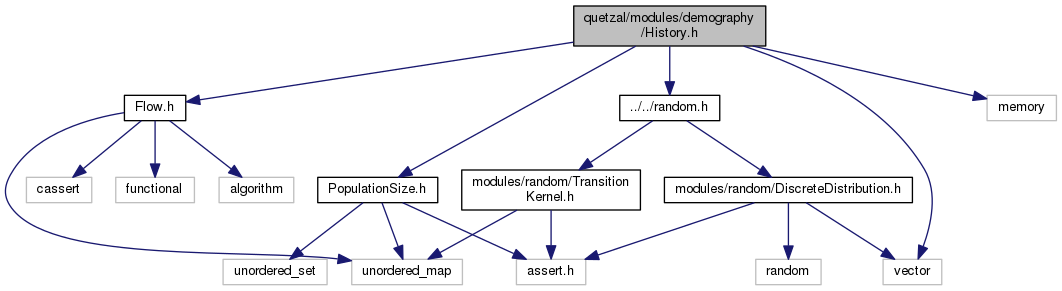 quetzal/modules/demography
/History.h
Flow.h
../../random.h
memory
cassert
functional
algorithm
PopulationSize.h
modules/random/Transition
Kernel.h
modules/random/DiscreteDistribution.h
unordered_set
unordered_map
assert.h
random
vector